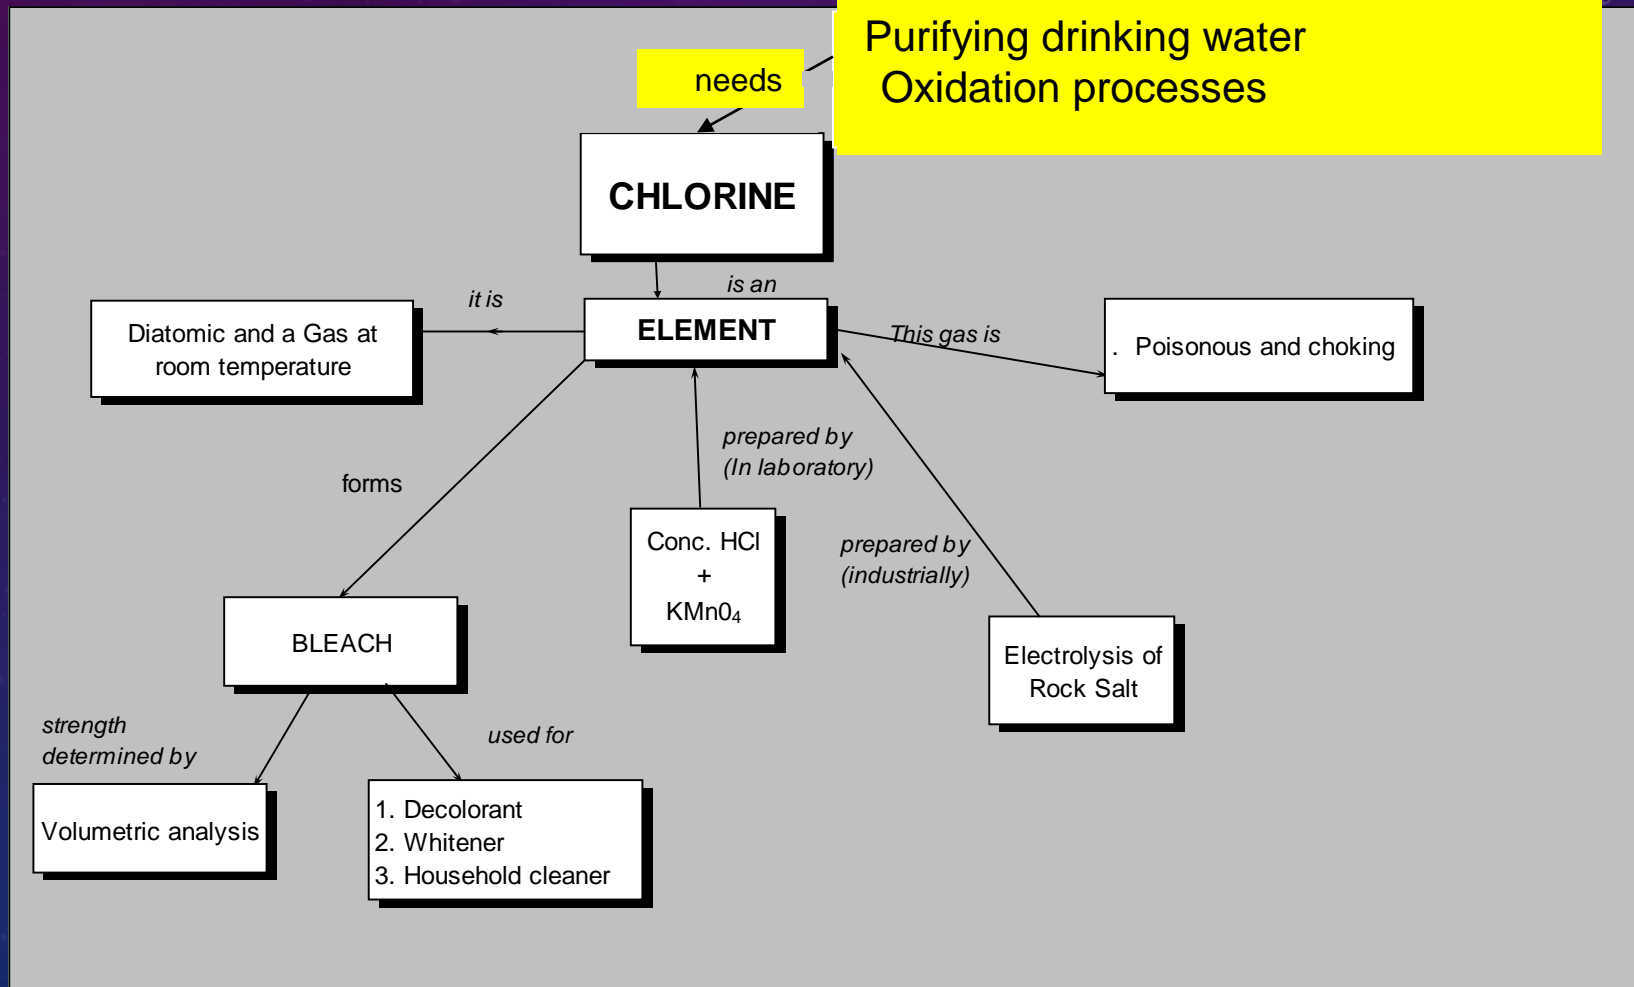 Purifying drinking water
Oxidation processes
needs
CHLORINE
is an
it is
ELEMENT
This gas is
Diatomic and a Gas at
room temperature
. Poisonous and choking
prepared by
(In laboratory)
forms
Conc. HCl
+
KMn0₄
prepared by
(industrially)
BLEACH
Electrolysis of
Rock Salt
strength
determined by
used for
Volumetric analysis
1. Decolorant
2. Whitener
3. Household cleaner